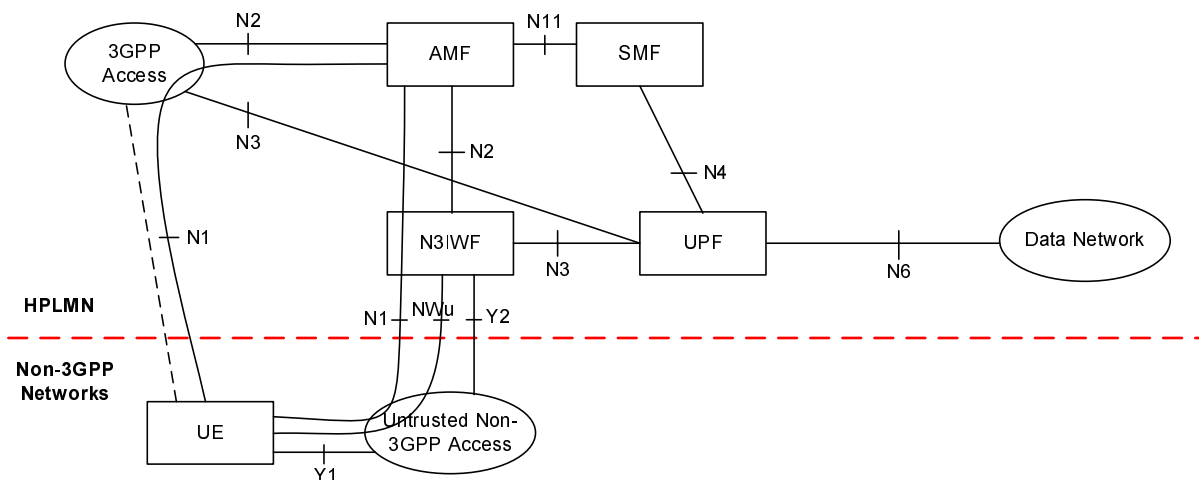 N2
N11
3GPP
Access
AMF
SMF
N3
N2
N4
N1
N3IWF
UPF
Data Network
N3
N6
HPLMN
N1
NWu
Y2
Non-3GPP
Networks
UE
Untrusted Non-
3GPP Access
Y1